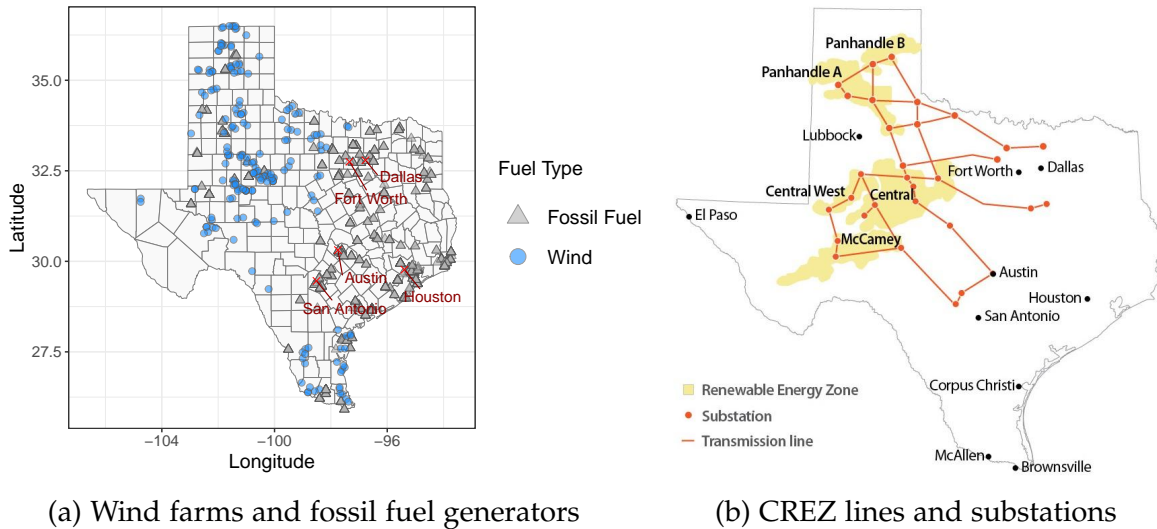 35.0
32.5
30.0
27.5
Latitude
−104
−100
−96
Longitude
Dallas
Fort Worth
Austin
Houston
San Antonio
Fuel Type
Fossil Fuel
Wind
(a) Wind farms and fossil fuel generators
Panhandle B
Panhandle A
Lubbock
Fort Worth
Dallas
Central West
Central
El Paso
McCamey
Austin
Houston
San Antonio
Corpus Christi
McAllen
Brownsville
Renewable Energy Zone
Substation
Transmission line
(b) CREZ lines and substations